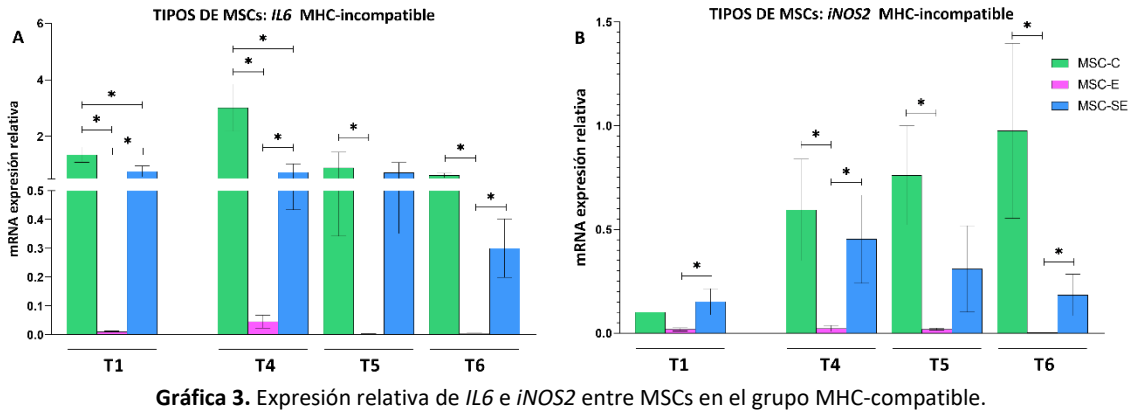 TIPOS DE MSCs: IL6 MHC-incompatible
A
mRNA expresión relativa
6
4
2
0.5
0.4
0.3
0.2
0.1
0.0
* * * * * * * * *
T1 T4 T5 T6
TIPOS DE MSCs: iNOS2 MHC-incompatible
B
mRNA expresión relativa
1.5
1.0
0.5
0.0
* * * * * *
T1 T4 T5 T6
MSC-C
MSC-E
MSC-SE
Gráfica 3. Expresión relativa de IL6 e iNOS2 entre MSCs en el grupo MHC-compatible.